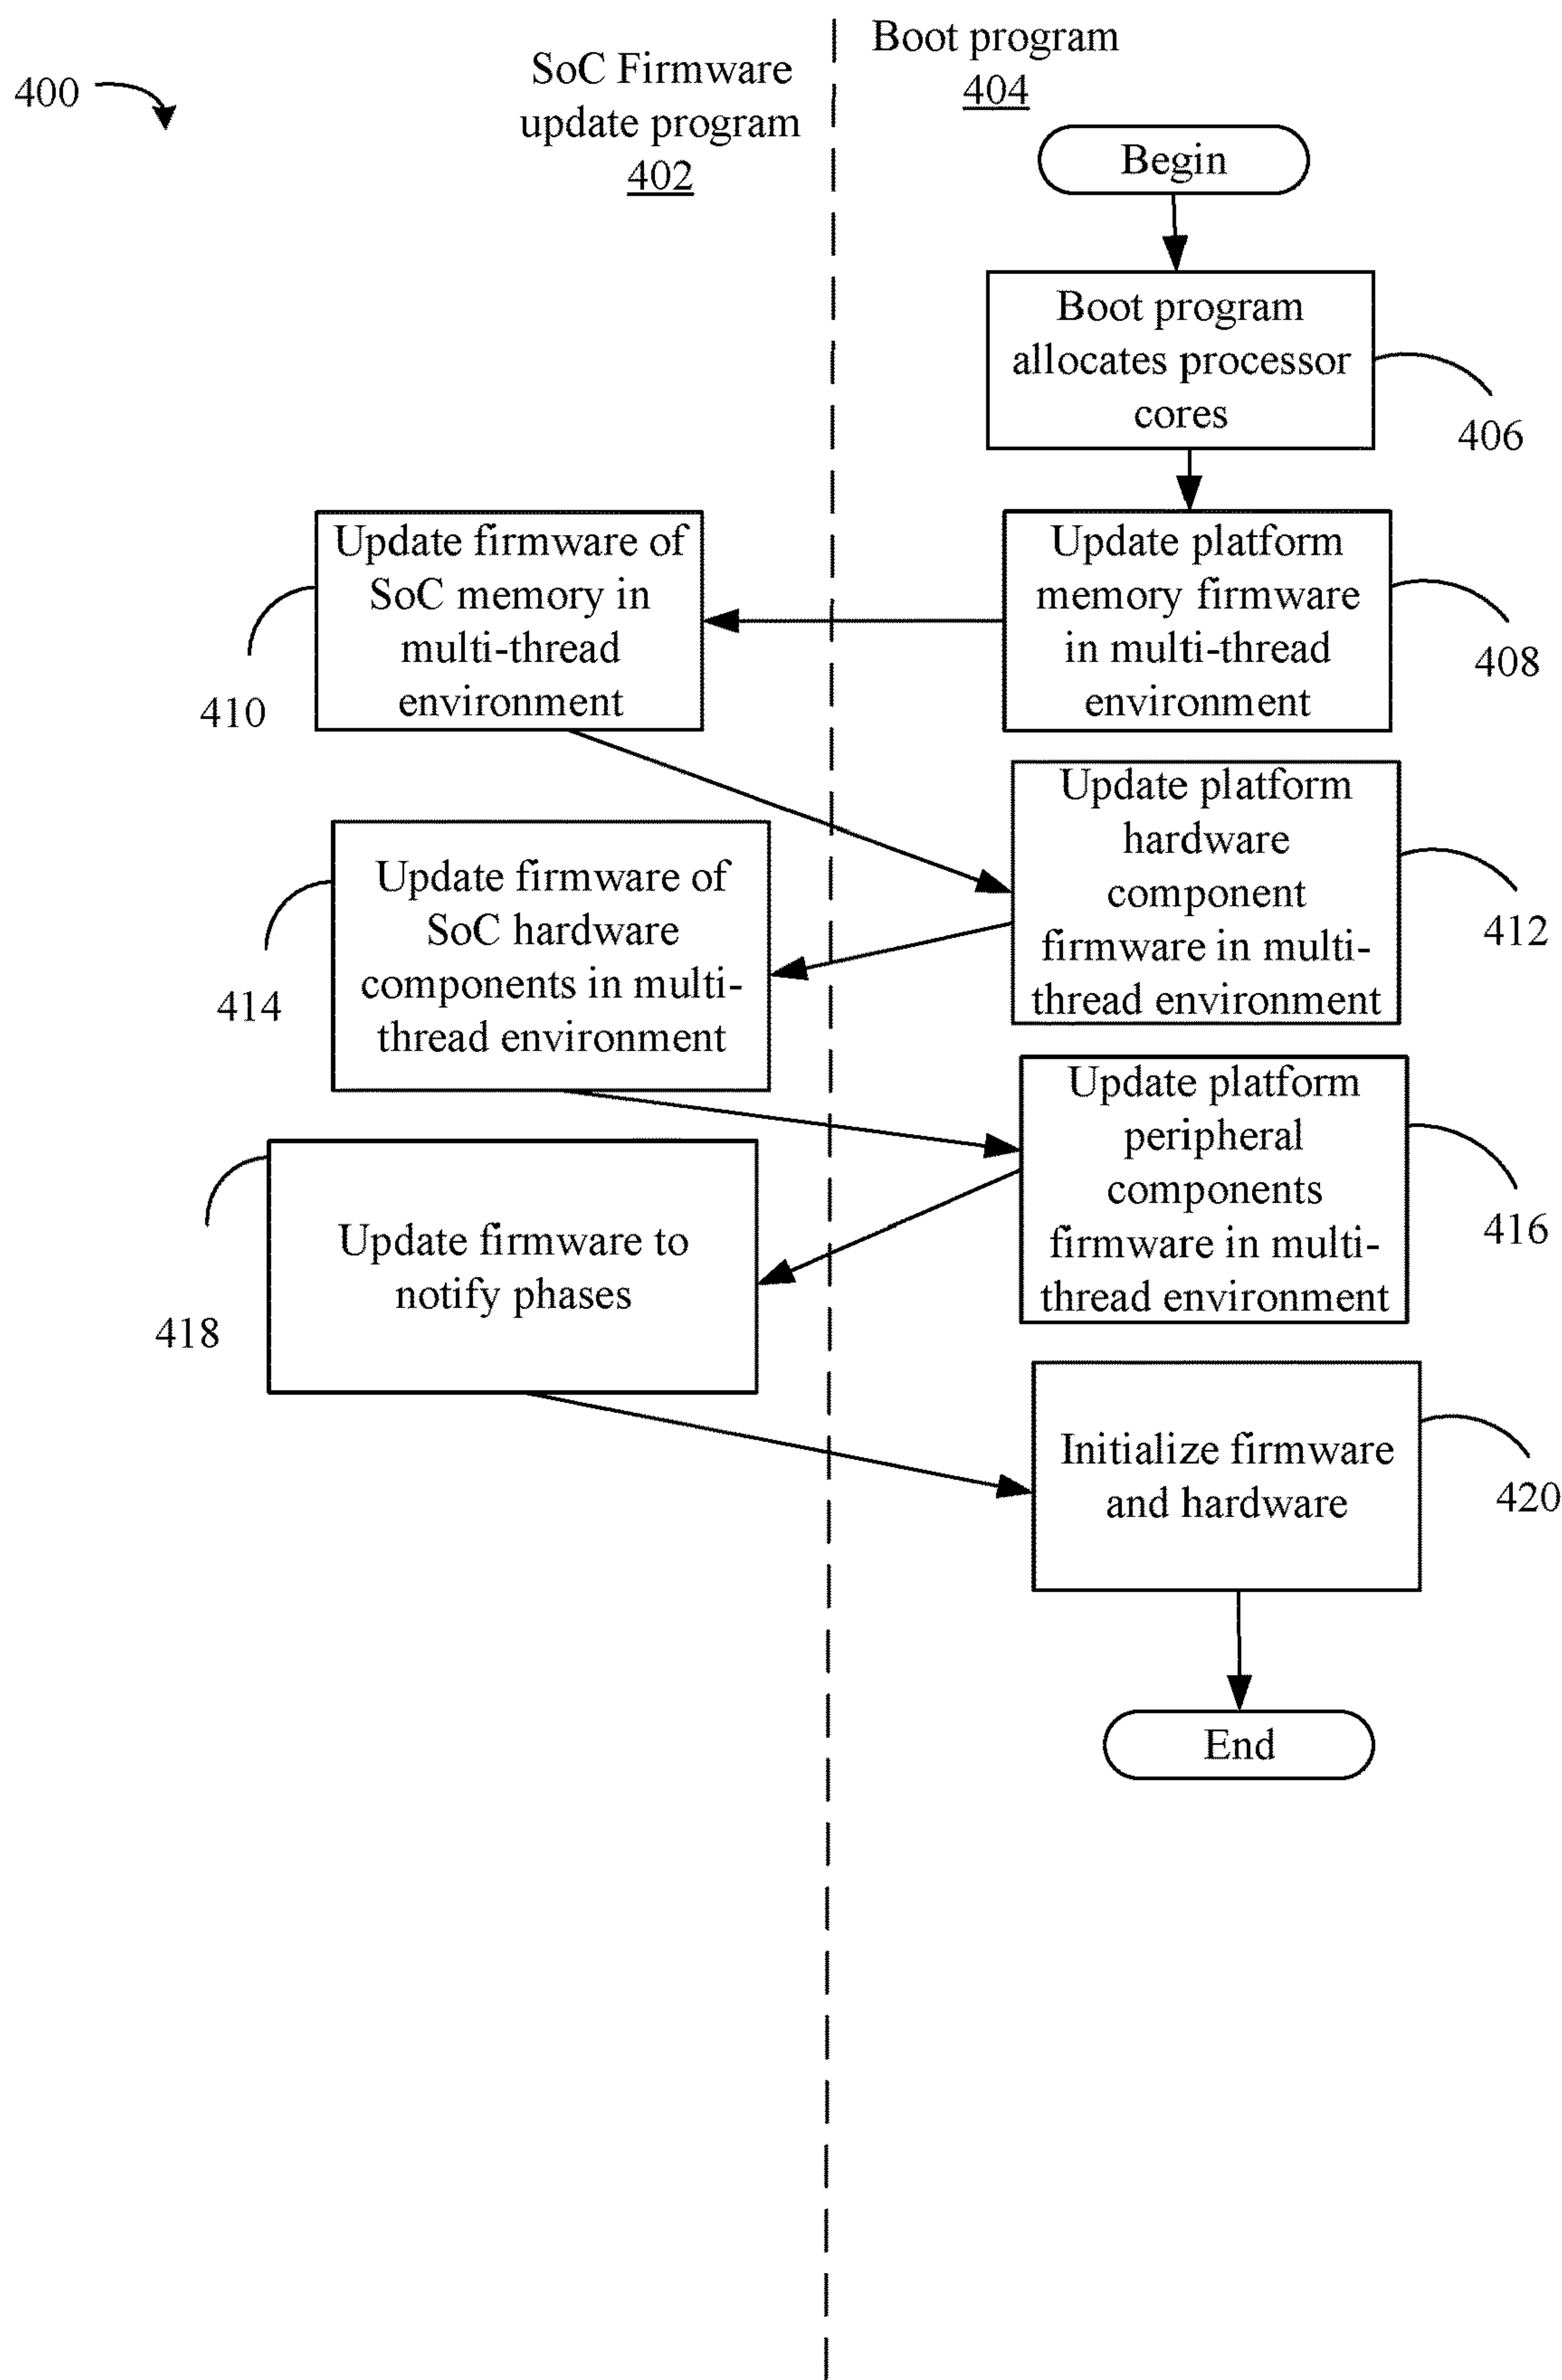 400
SoC Firmware
update program
402
Boot program
404
Begin
Boot program
allocates processor
cores
406
Update platform
memory firmware
in multi-thread
environment
408
Update firmware of
SoC memory in
multi-thread
environment
410
Update platform
hardware
component
firmware in multi-
thread environment
412
Update firmware of
SoC hardware
components in multi-
thread environment
414
Update platform
peripheral
components
firmware in multi-
thread environment
416
Update firmware to
notify phases
418
Initialize firmware
and hardware
420
End